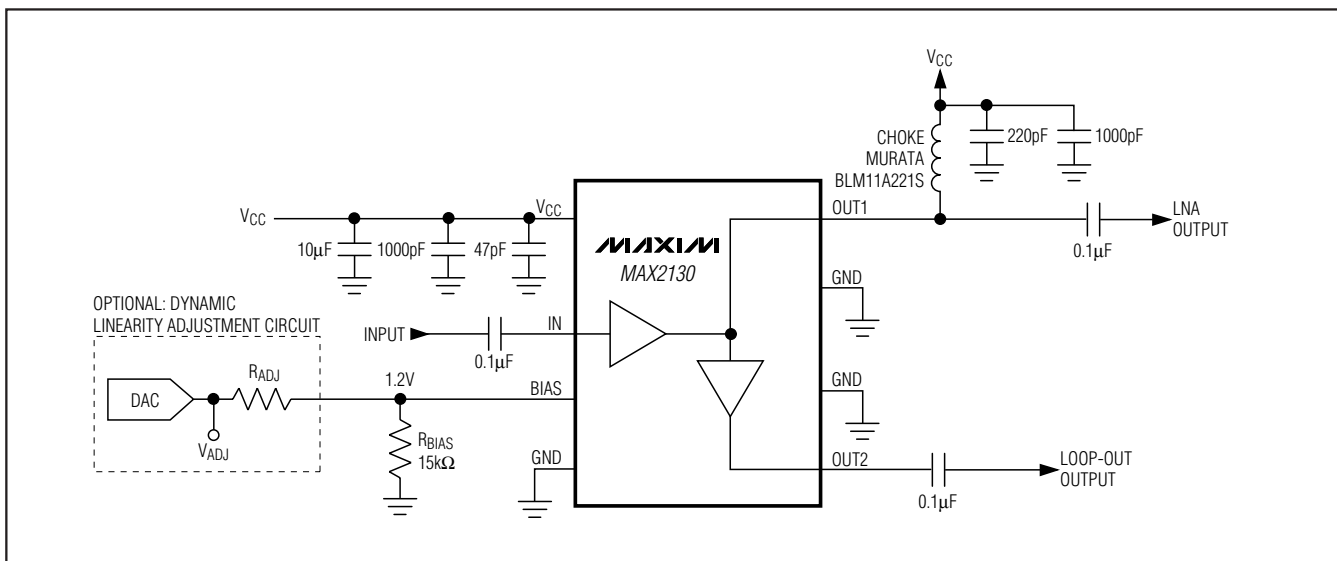 VCC
CHOKE
MURATA
BLM11A221S
220pF
1000pF
VCC
VCC
10µF
1000pF
47pF
MAXIM
MAX2130
OUT1
0.1µF
LNA
OUTPUT
GND
OPTIONAL: DYNAMIC
LINEARITY ADJUSTMENT CIRCUIT
INPUT
0.1µF
IN
DAC
RADJ
VADJ
1.2V
BIAS
GND
RBIAS
15kΩ
GND
OUT2
0.1µF
LOOP-OUT
OUTPUT